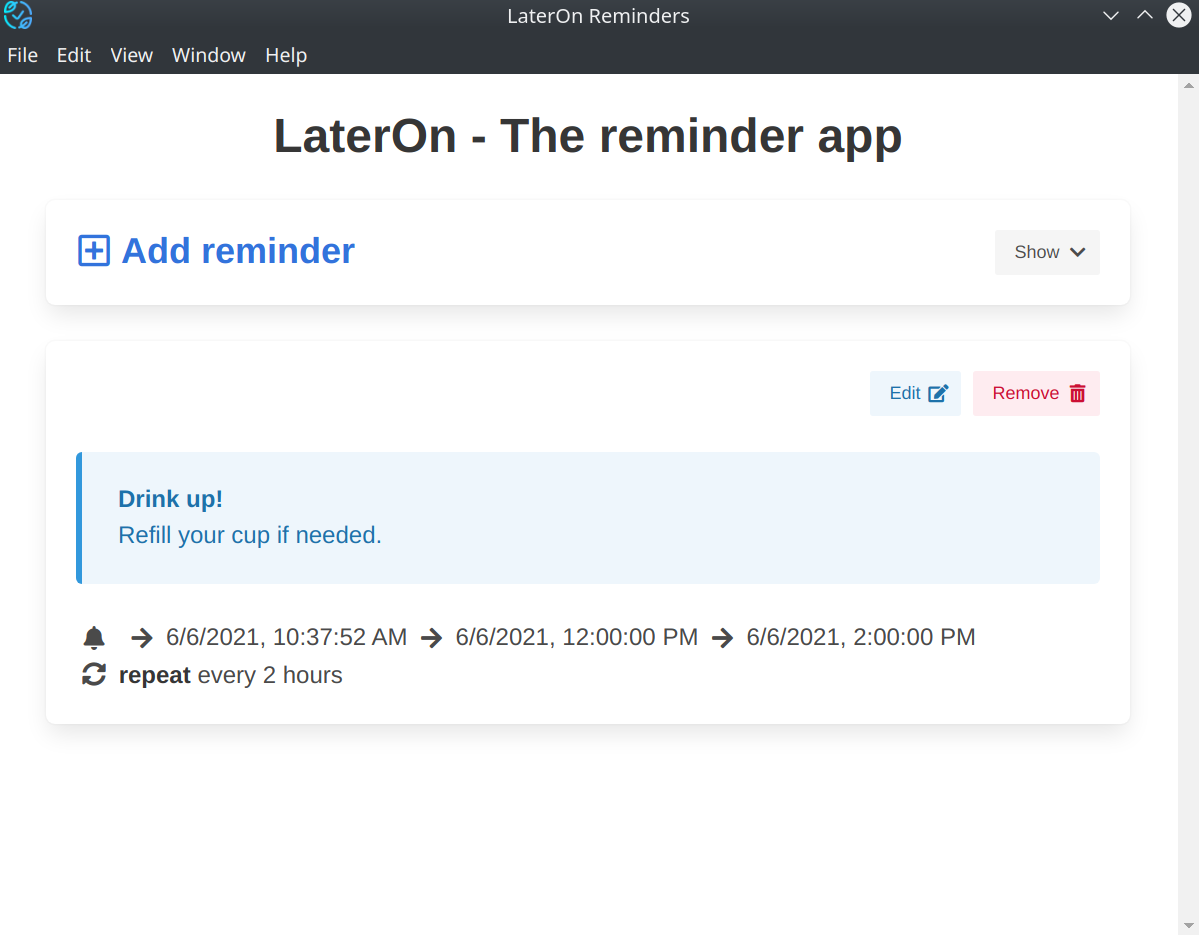 LaterOn Reminders
File Edit View Window Help
LaterOn - The reminder app
Add reminder
Show
Edit
Remove
Drink up!
Refill your cup if needed.
6/6/2021, 10:37:52 AM 6/6/2021, 12:00:00 PM 6/6/2021, 2:00:00 PM
repeat every 2 hours